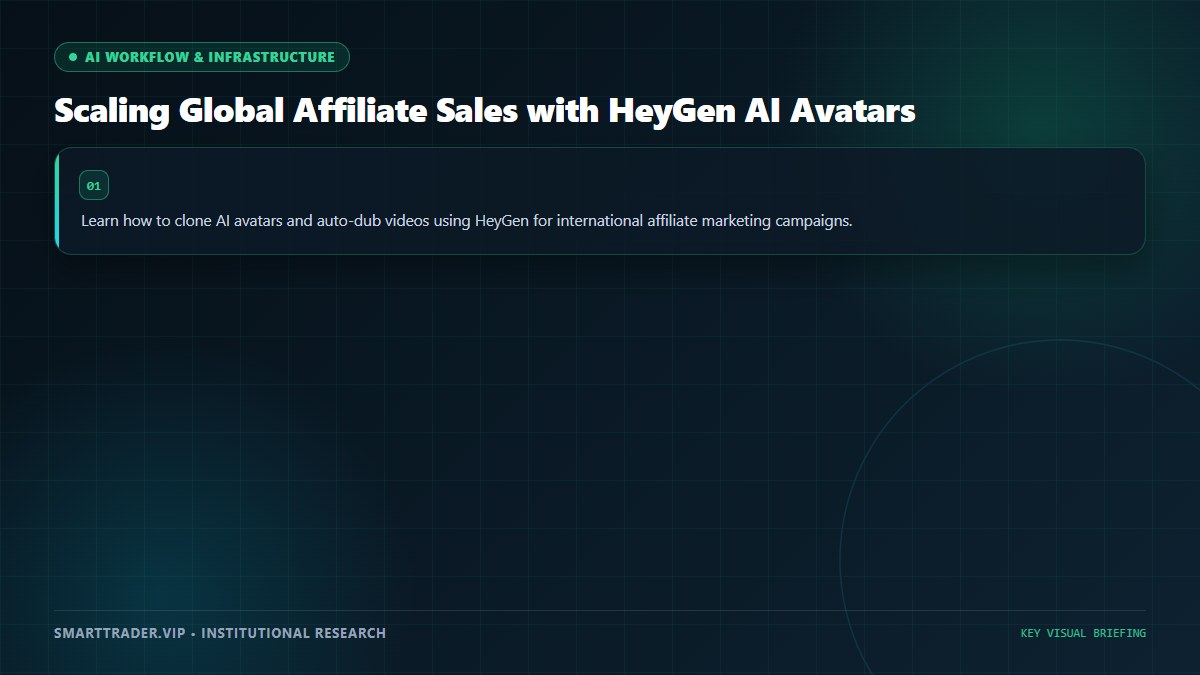 AI WORKFLOW & INFRASTRUCTURE
Scaling Global Affiliate Sales with HeyGen AI Avatars
01
Learn how to clone AI avatars and auto-dub videos using HeyGen for international affiliate marketing campaigns.
SMARTTRADER.VIP • INSTITUTIONAL RESEARCH
KEY VISUAL BRIEFING